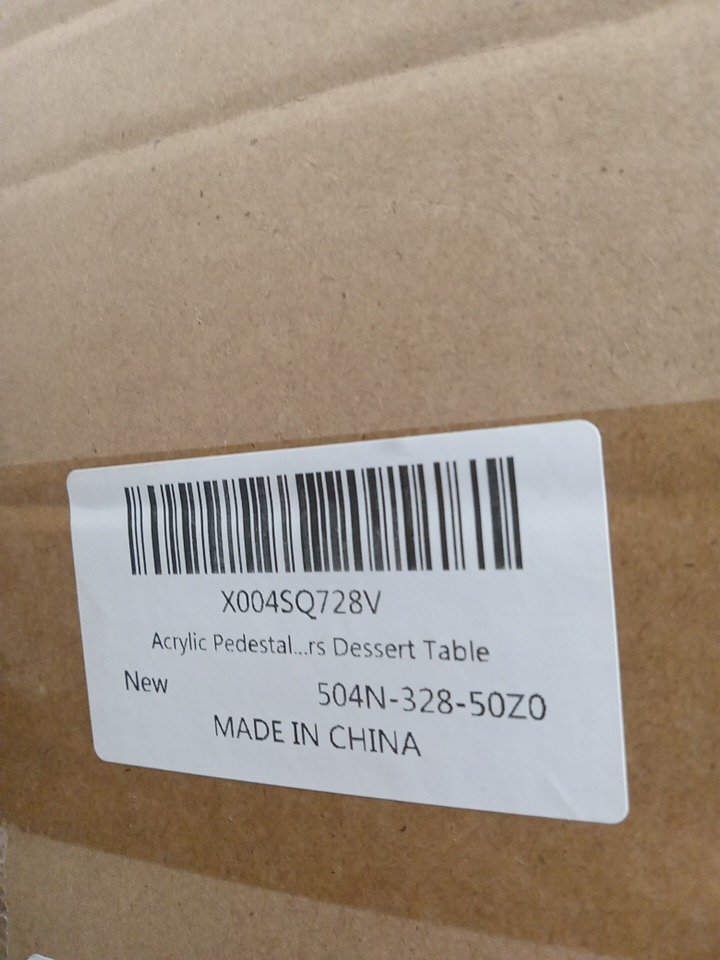 X004SQ728V
Acrylic Pedestal...rs Dessert Table
New 504N-328-50Z0
MADE IN CHINA